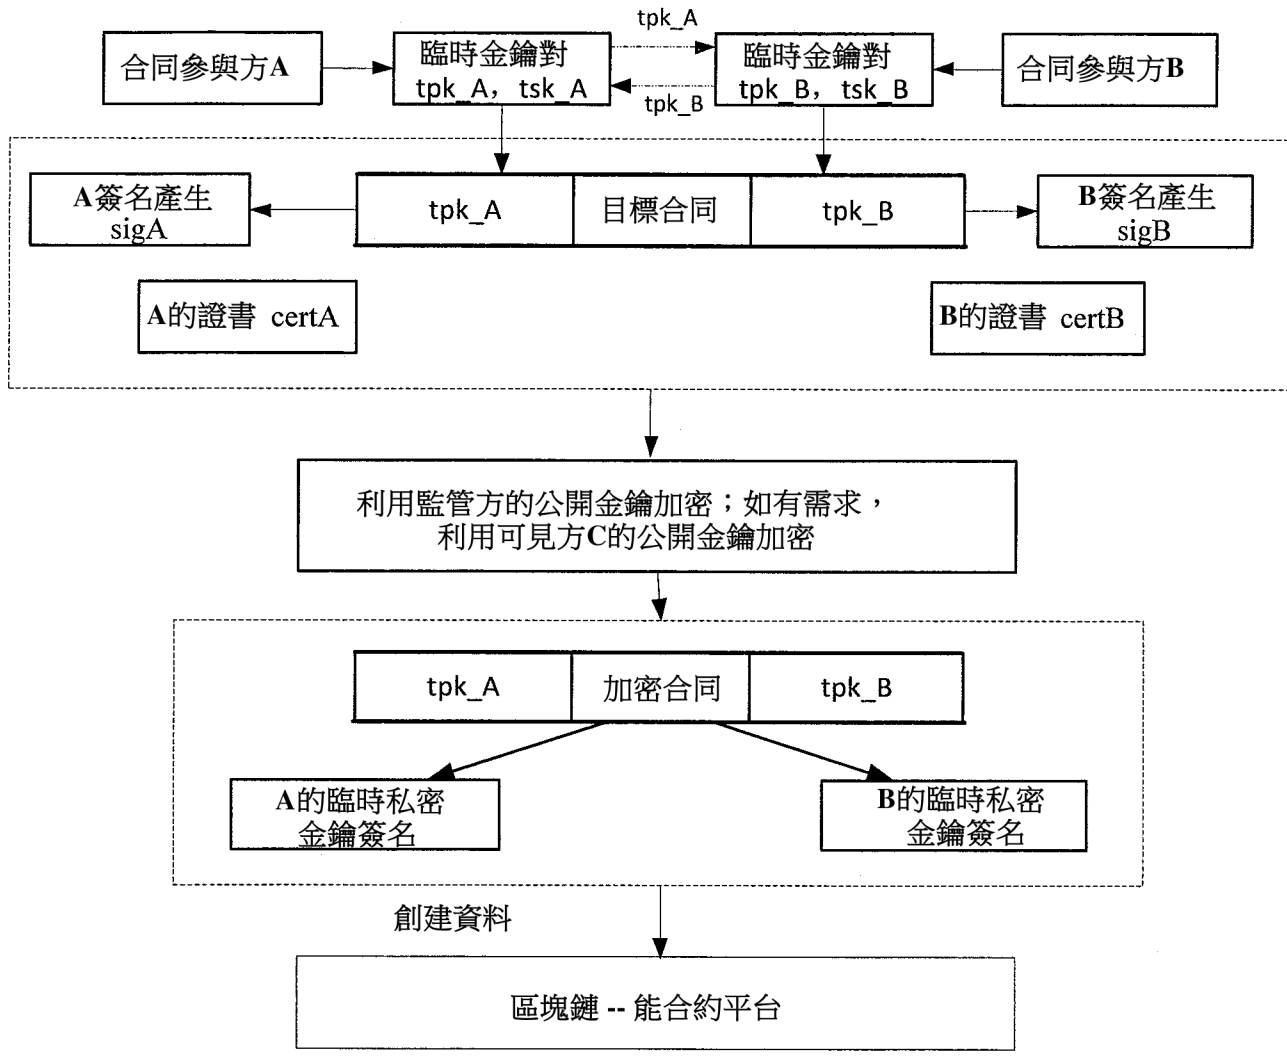 tpk_A
合同參與方A
臨時金鑰對
tpk_A， tsk_A
臨時金鑰對
tpk_B， tsk_B
合同參與方B
tpk_B
A簽名產生
sigA
tpk_A
目標合同
tpk_B
B簽名產生
sigB
A的證書 certA
B的證書 certB
利用監管方的公開金鑰加密；如有需求，
利用可見方C的公開金鑰加密
tpk_A
加密合同
tpk_B
A的臨時私密
金鑰簽名
B的臨時私密
金鑰簽名
創建資料
區塊鏈 -- 能合約平台